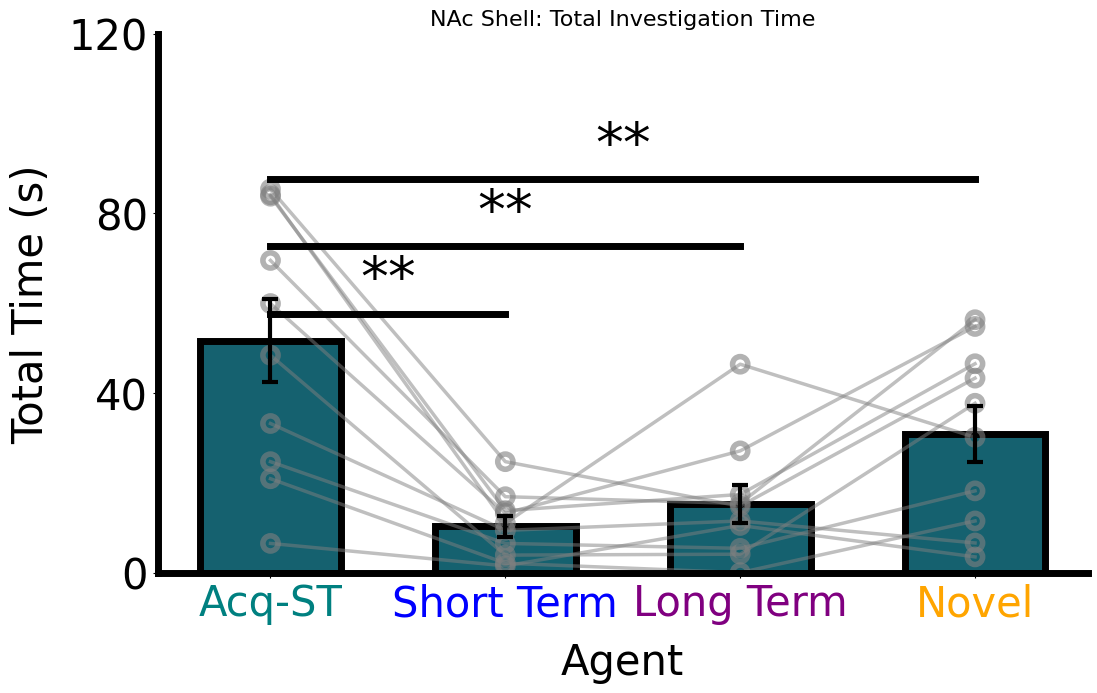 NAc Shell: Total Investigation Time
120
80
40
0
Total Time (s)
**
**
**
Acq-ST Short Term Long Term Novel
Agent